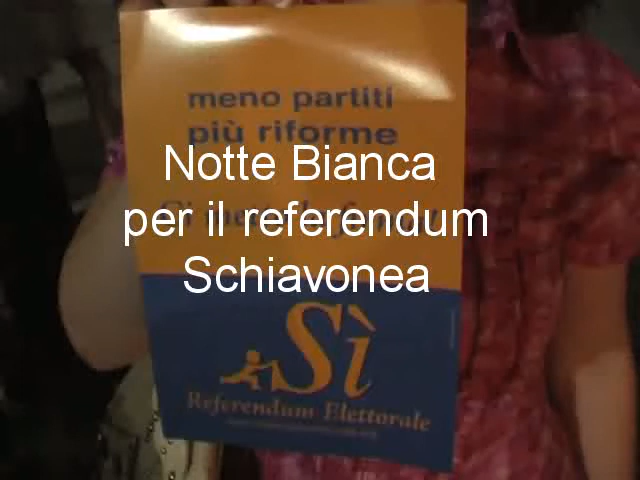 meno partiti
più riforme
Notte Bianca
per il referendum
Schiavonea
Sì
Referendum Elettorale